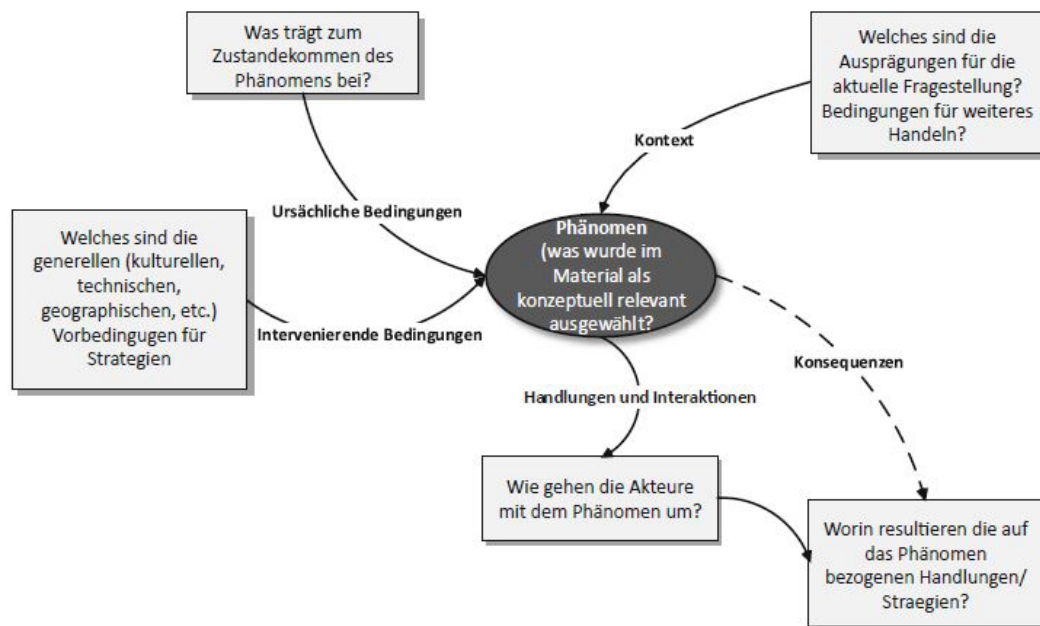 Was trägt zum
Zustandekommen des
Phänomens bei?
Welches sind die
Ausprägungen für die
aktuelle Fragestellung?
Bedingungen für weiteres
Handeln?
Kontext
Ursächliche Bedingungen
Welches sind die
generellen (kulturellen,
technischen,
geographischen, etc.)
Vorbedingugen für
Strategien
Phänomen
(was wurde im
Material als
konzeptuell relevant
ausgewählt?
Intervenierende Bedingungen
Konsequenzen
Handlungen und Interaktionen
Wie gehen die Akteure
mit dem Phänomen um?
Worin resultieren die auf
das Phänomen
bezogenen Handlungen/
Straegien?